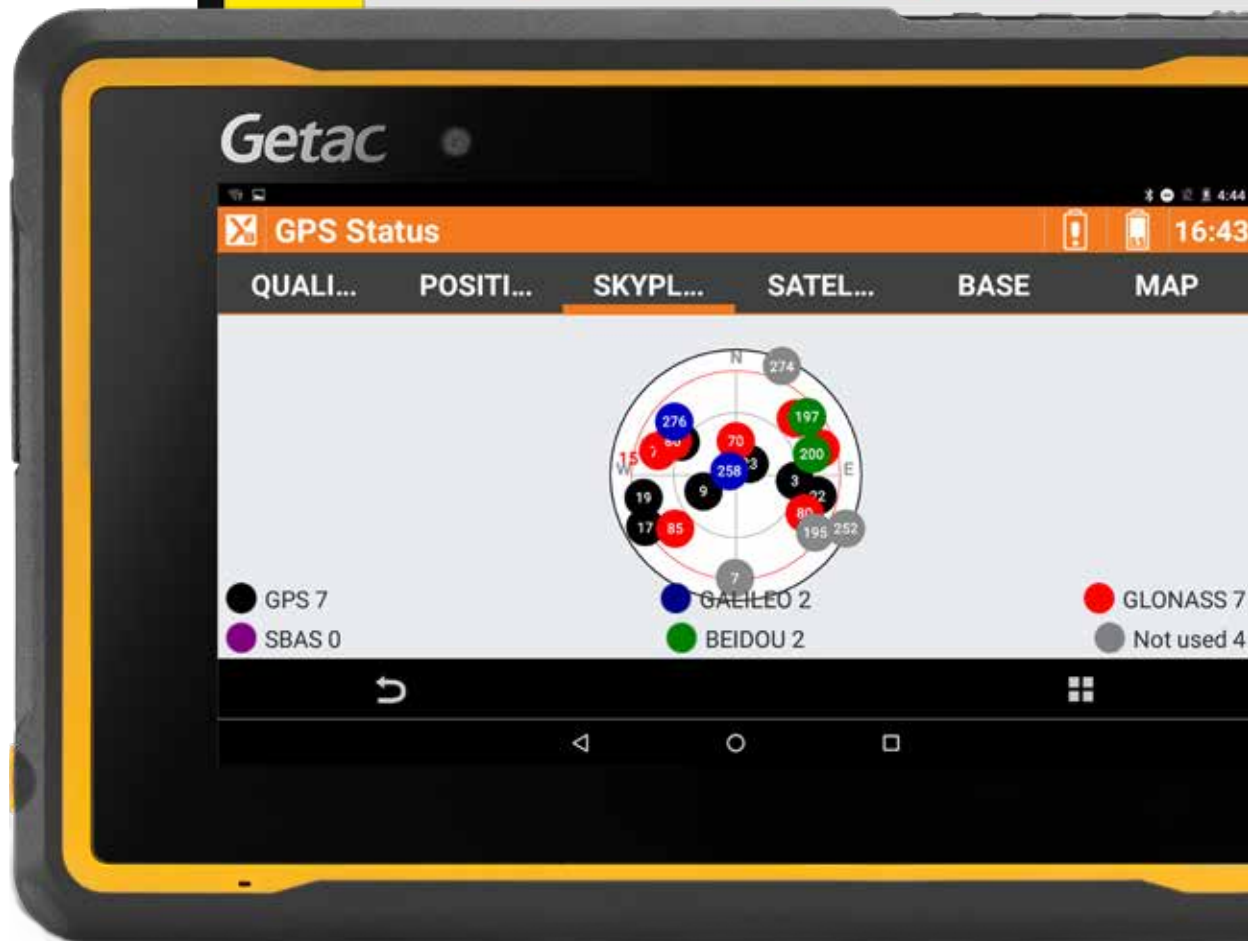 Getac
4:44
GPS Status
16:43
QUALI...
POSITI...
SKYPL...
SATEL...
BASE
MAP
N
274
276
197
70
15
200
W
258
E
3
9
19
22
80
17
85
195
252
7
GPS 7
GALILEO 2
GLONASS 7
SBAS 0
BEIDOU 2
Not used 4